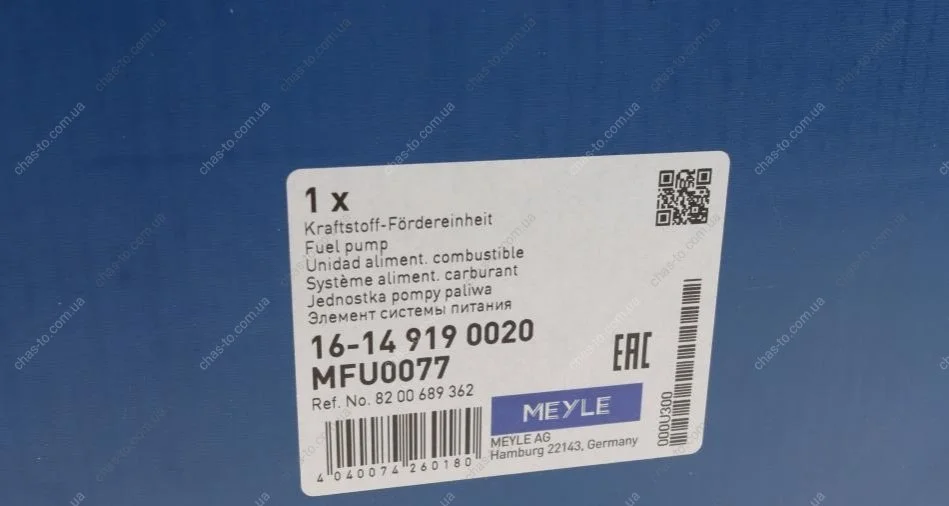 1 x
Kraftstoff-Fördereinheit
Fuel pump
Unidad aliment. combustible
Système aliment. carburant
Jednostka pompy paliwa
Элемент системы питания
16-14 919 0020
MFU0077
Ref. No. 82 00 689 362
EAC
MEYLE
MEYLE AG
Hamburg 22143, Germany
4 040074 260180
000U300
chas-to.com.ua